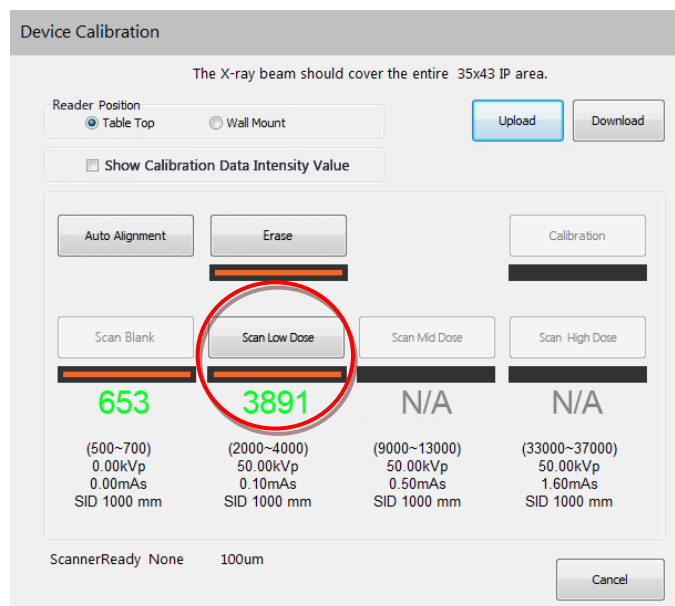 Device Calibration
The X-ray beam should cover the entire 35x43 IP area.
Reader Position
Table Top Wall Mount Upload Download
Show Calibration Data Intensity Value
Auto Alignment Erase Calibration
Scan Blank Scan Low Dose Scan Mid Dose Scan High Dose
653 3891 N/A N/A
(500~700) (2000~4000) (9000~13000) (33000~37000)
0.00kVp 50.00kVp 50.00kVp 50.00kVp
0.00mAs 0.10mAs 0.50mAs 1.60mAs
SID 1000 mm SID 1000 mm SID 1000 mm SID 1000 mm
ScannerReady None 100um
Cancel